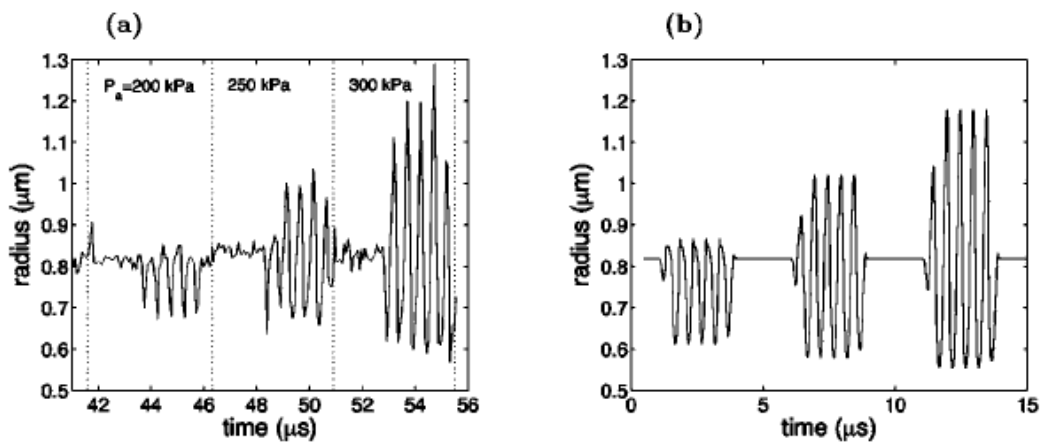 (a)
P_a=200 kPa
250 kPa
300 kPa
1.3
1.2
1.1
1
0.9
0.8
0.7
0.6
0.5
radius (μm)
42 44 46 48 50 52 54 56
time (μs)
(b)
1.3
1.2
1.1
1
0.9
0.8
0.7
0.6
0.5
radius (μm)
0 5 10 15
time (μs)